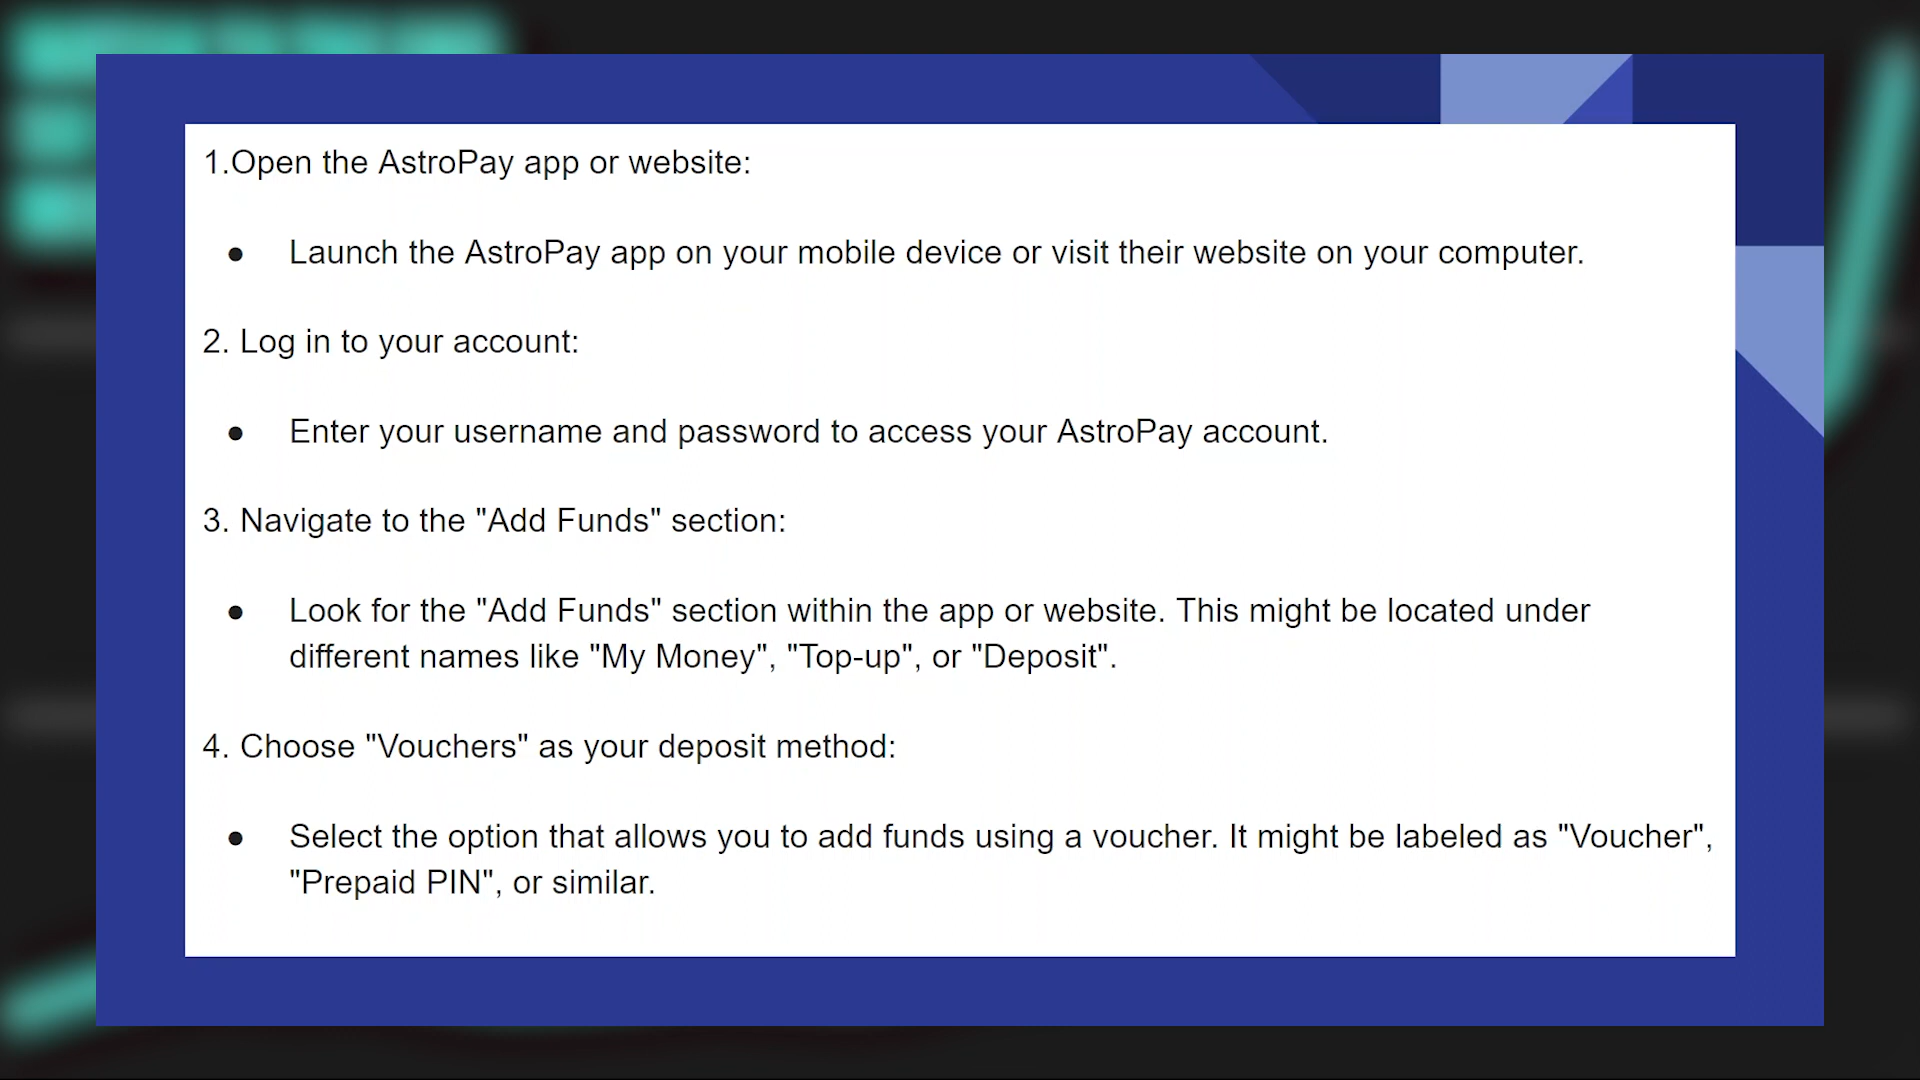 1.Open the AstroPay app or website:
● Launch the AstroPay app on your mobile device or visit their website on your computer.
2. Log in to your account:
● Enter your username and password to access your AstroPay account.
3. Navigate to the "Add Funds" section:
● Look for the "Add Funds" section within the app or website. This might be located under
different names like "My Money", "Top-up", or "Deposit".
4. Choose "Vouchers" as your deposit method:
● Select the option that allows you to add funds using a voucher. It might be labeled as "Voucher",
"Prepaid PIN", or similar.